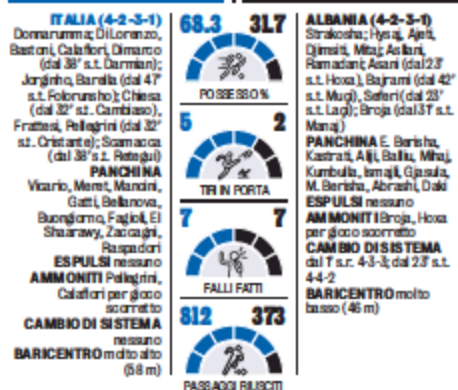 ITALIA (4-2-3-1)
Donnarumma; Di Lorenzo,
Bastoni, Calafiori, Dimarco
(dal 38' s.t. Darmian);
Jorginho, Barella (dal 47'
s.t. Folorunsho); Chiesa
(dal 32' s.t. Cambiaso),
Frattesi, Pellegrini (dal 32'
s.t. Cristante); Scamacca
(dal 38' s.t. Retegui)
PANCHINA
Vicario, Meret, Mancini,
Gatti, Bellanova,
Buongiorno, Fagioli, El
Shaarawy, Zaccagni,
Raspadori
ESPULSI nessuno
AMMONITI Pellegrini,
Calafiori per gioco
scorretto
CAMBIO DI SISTEMA
nessuno
BARICENTRO molto alto
(58 m)
68.3 31.7
POSSESSO %
5 2
TIRI IN PORTA
7 7
FALLI FATTI
812 373
PASSAGGI RIUSCITI
ALBANIA (4-2-3-1)
Strakosha; Hysaj, Ajeti,
Djimsiti, Mitaj; Asllani,
Ramadani; Asani (dal 23'
s.t. Hoxa), Bajrami (dal 42'
s.t. Muçi), Seferi (dal 23'
s.t. Laçi); Broja (dal 31' s.t.
Manaj)
PANCHINA E. Berisha,
Kastrati, Aliji, Balliu, Mihaj,
Kumbulla, Ismajli, Gjasula,
M. Berisha, Abrashi, Daku
ESPULSI nessuno
AMMONITI Broja, Hoxa
per gioco scorretto
CAMBIO DI SISTEMA
dal 1' s.t. 4-3-3; dal 23' s.t.
4-4-2
BARICENTRO molto
basso (46 m)